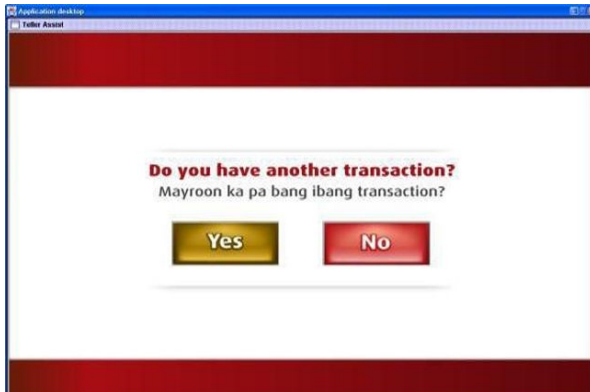 Application desktop
Teller Assist
Do you have another transaction?
Mayroon ka pa bang ibang transaction?
Yes
No